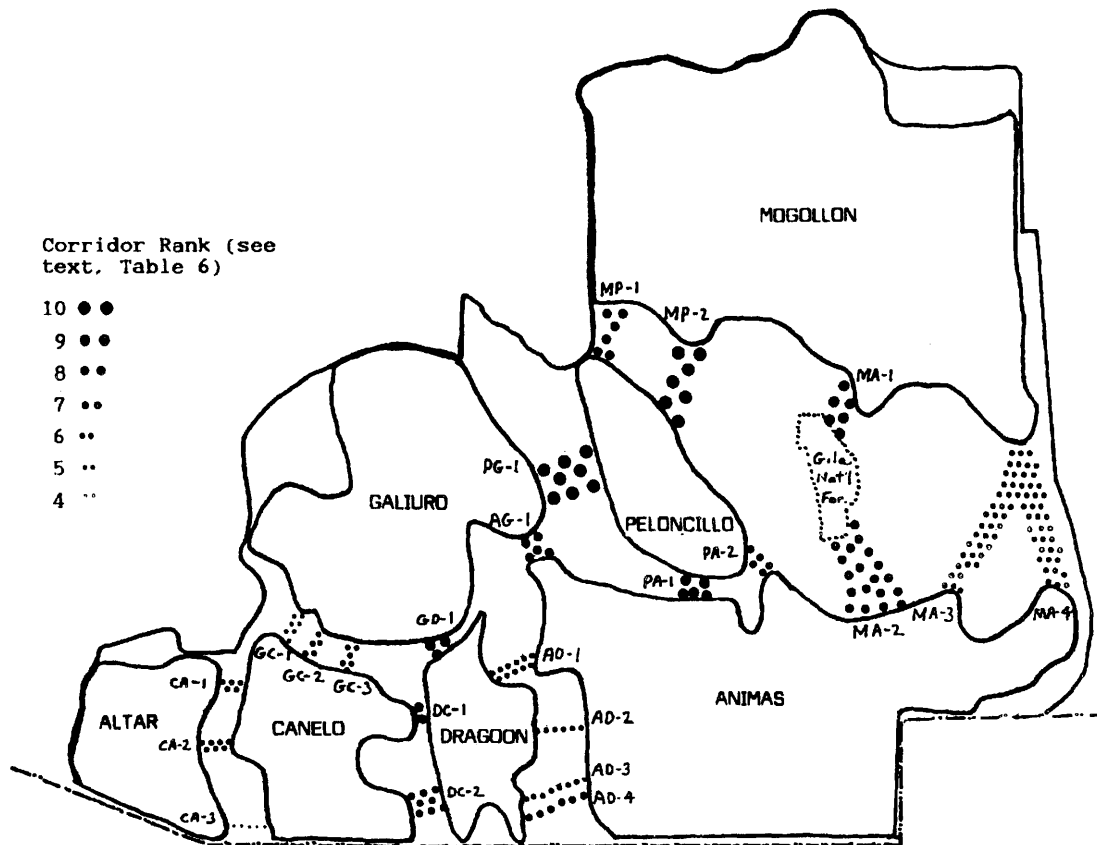 MOGOLLON
Corridor Rank (see
text, Table 6)
10
9
8
7
6
5
4
MP-1
MP-2
MA-1
PG-1
Gila
Nat'l
For.
GALIURO
AG-1
PELONCILLO
PA-2
PA-1
MA-2
MA-3
MA-4
GD-1
GC-1
GC-2
GC-3
AD-1
CA-1
ALTAR
CANELO
DC-1
DRAGOON
AD-2
ANIMAS
CA-2
AD-3
DC-2
AD-4
CA-3